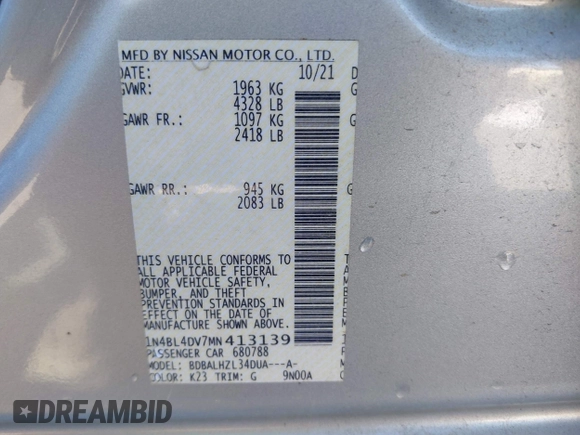 MFD BY NISSAN MOTOR CO., LTD.
DATE: 10/21
GVWR: 1963 KG
4328 LB
GAWR FR.: 1097 KG
2418 LB
GAWR RR.: 945 KG
2083 LB
THIS VEHICLE CONFORMS TO
ALL APPLICABLE FEDERAL
MOTOR VEHICLE SAFETY,
BUMPER, AND THEFT
PREVENTION STANDARDS IN
EFFECT ON THE DATE OF
MANUFACTURE SHOWN ABOVE.
1N4BL4DV7MN413139
PASSENGER CAR 680788
MODEL: BDBALHZL34DUA---A-
COLOR: K23 TRIM: G 9N00A
DREAMBID
DREAMBID